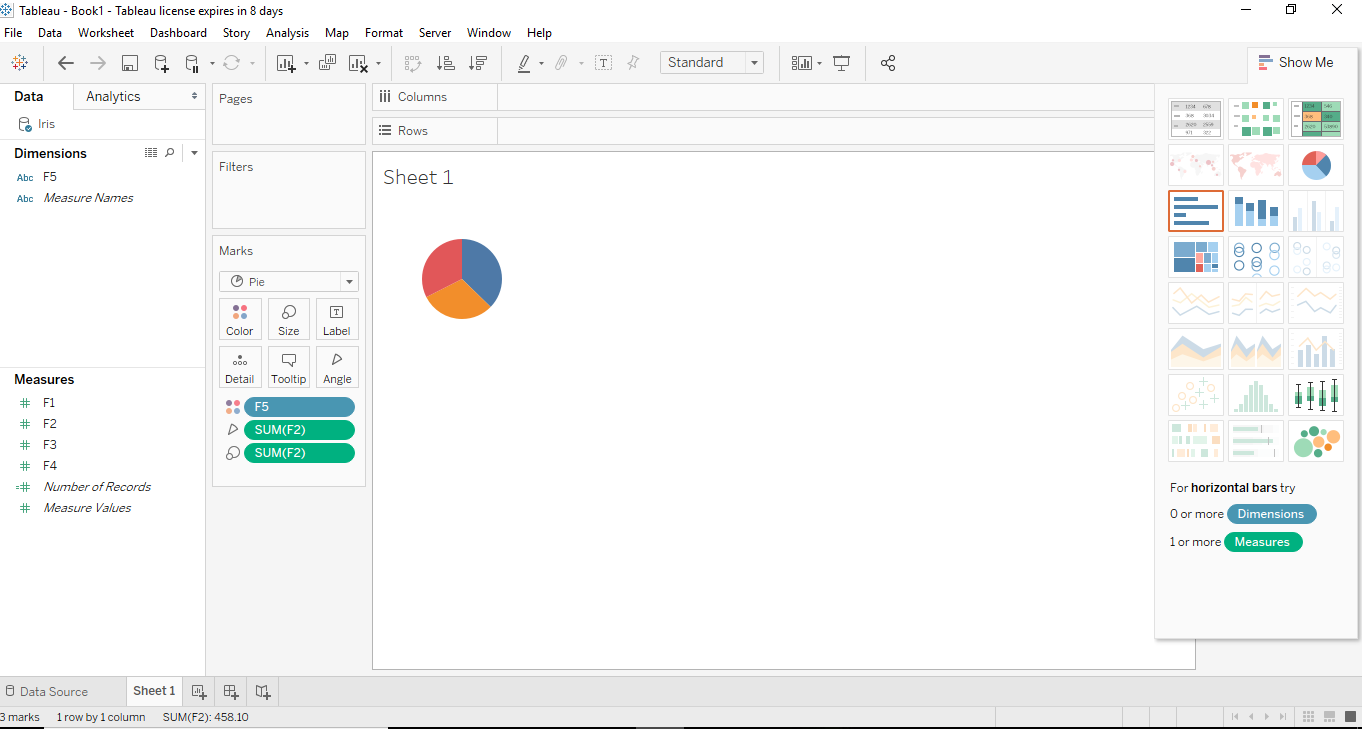 Tableau - Book1 - Tableau license expires in 8 days
File Data Worksheet Dashboard Story Analysis Map Format Server Window Help
Standard
Show Me
Data Analytics
Iris
Dimensions
Abc F5
Abc Measure Names
Measures
F1
F2
F3
F4
Number of Records
Measure Values
Pages
Filters
Marks
Pie
Color Size Label
Detail Tooltip Angle
F5
SUM(F2)
SUM(F2)
Columns
Rows
Sheet 1
For horizontal bars try
0 or more Dimensions
1 or more Measures
Data Source Sheet 1
3 marks 1 row by 1 column SUM(F2): 458.10